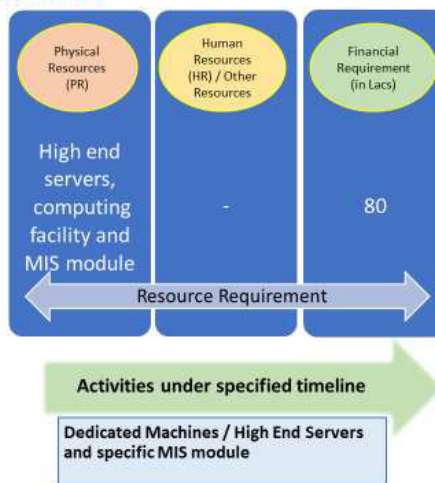 Physical
Resources
(PR)
Human
Resources
(HR) / Other
Resources
Financial
Requirement
(in Lacs)
High end
servers,
computing
facility and
MIS module
-
80
Resource Requirement
Activities under specified timeline
Dedicated Machines / High End Servers
and specific MIS module